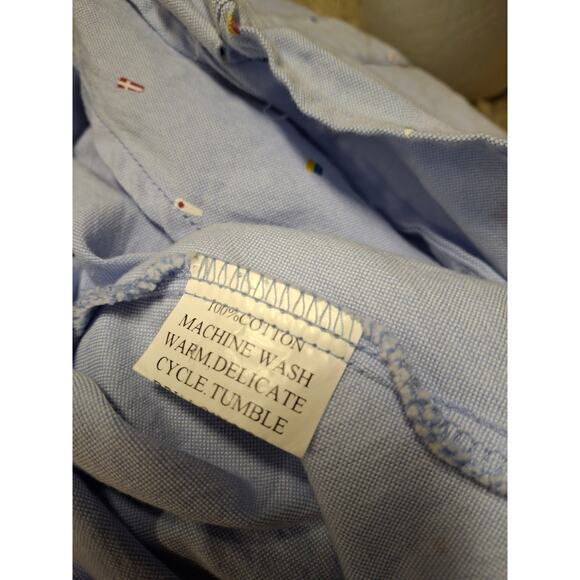 100%COTTON
MACHINE WASH
WARM.DELICATE
CYCLE.TUMBLE